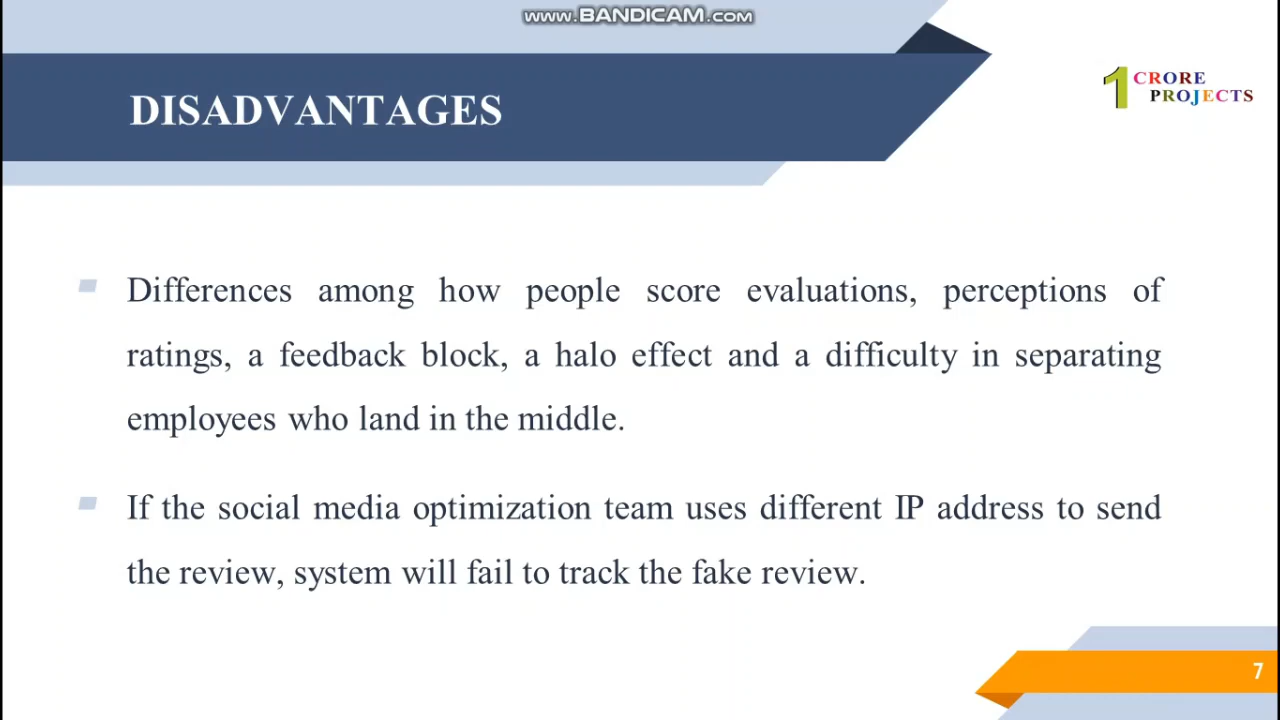 www.BANDICAM.com
DISADVANTAGES
1 CRORE
PROJECTS
Differences among how people score evaluations, perceptions of
ratings, a feedback block, a halo effect and a difficulty in separating
employees who land in the middle.
If the social media optimization team uses different IP address to send
the review, system will fail to track the fake review.
7